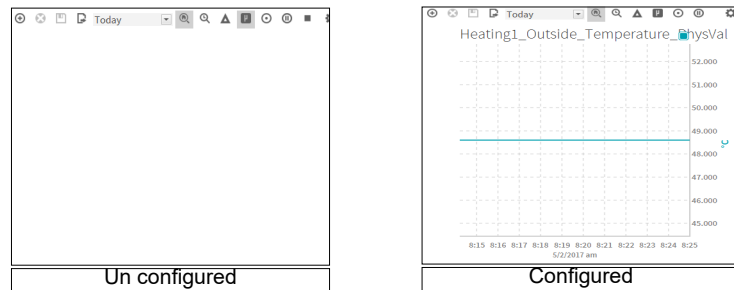 Today
Un configured
Today
Heating1_Outside_Temperature_PhysVal
52.000
51.000
50.000
49.000
48.000
47.000
46.000
45.000
°C
8:15 8:16 8:17 8:18 8:19 8:20 8:21 8:22 8:23 8:24 8:25
5/2/2017 am
Configured